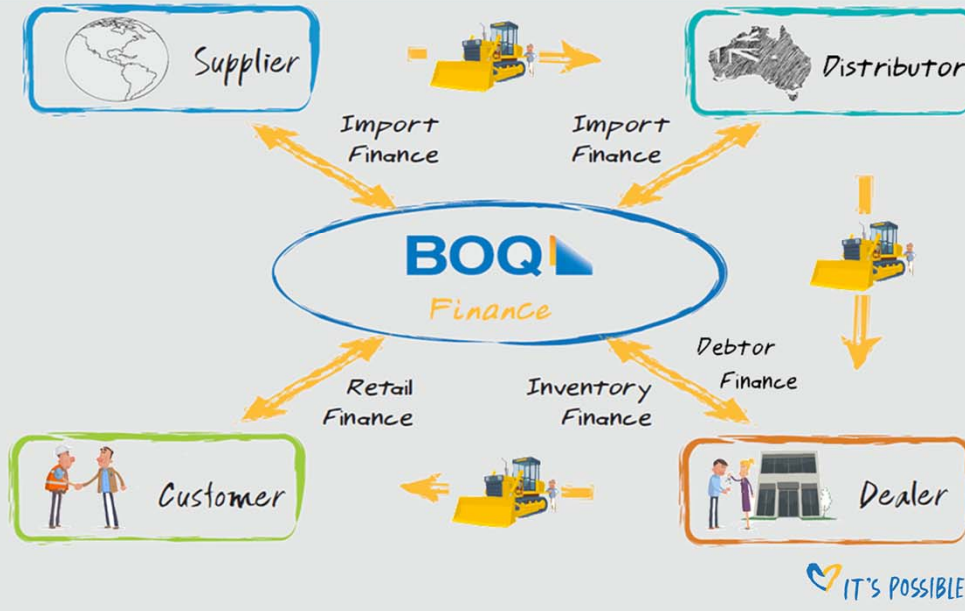 Supplier
Distributor
Import
Finance
Import
Finance
BOQ
Finance
Debtor
Finance
Retail
Finance
Inventory
Finance
Customer
Dealer
IT'S POSSIBLE